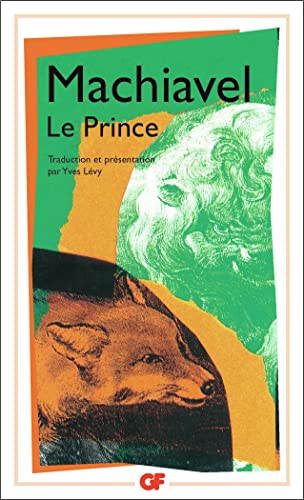 Machiavel
Le Prince
Traduction et présentation
par Yves Lévy
GF